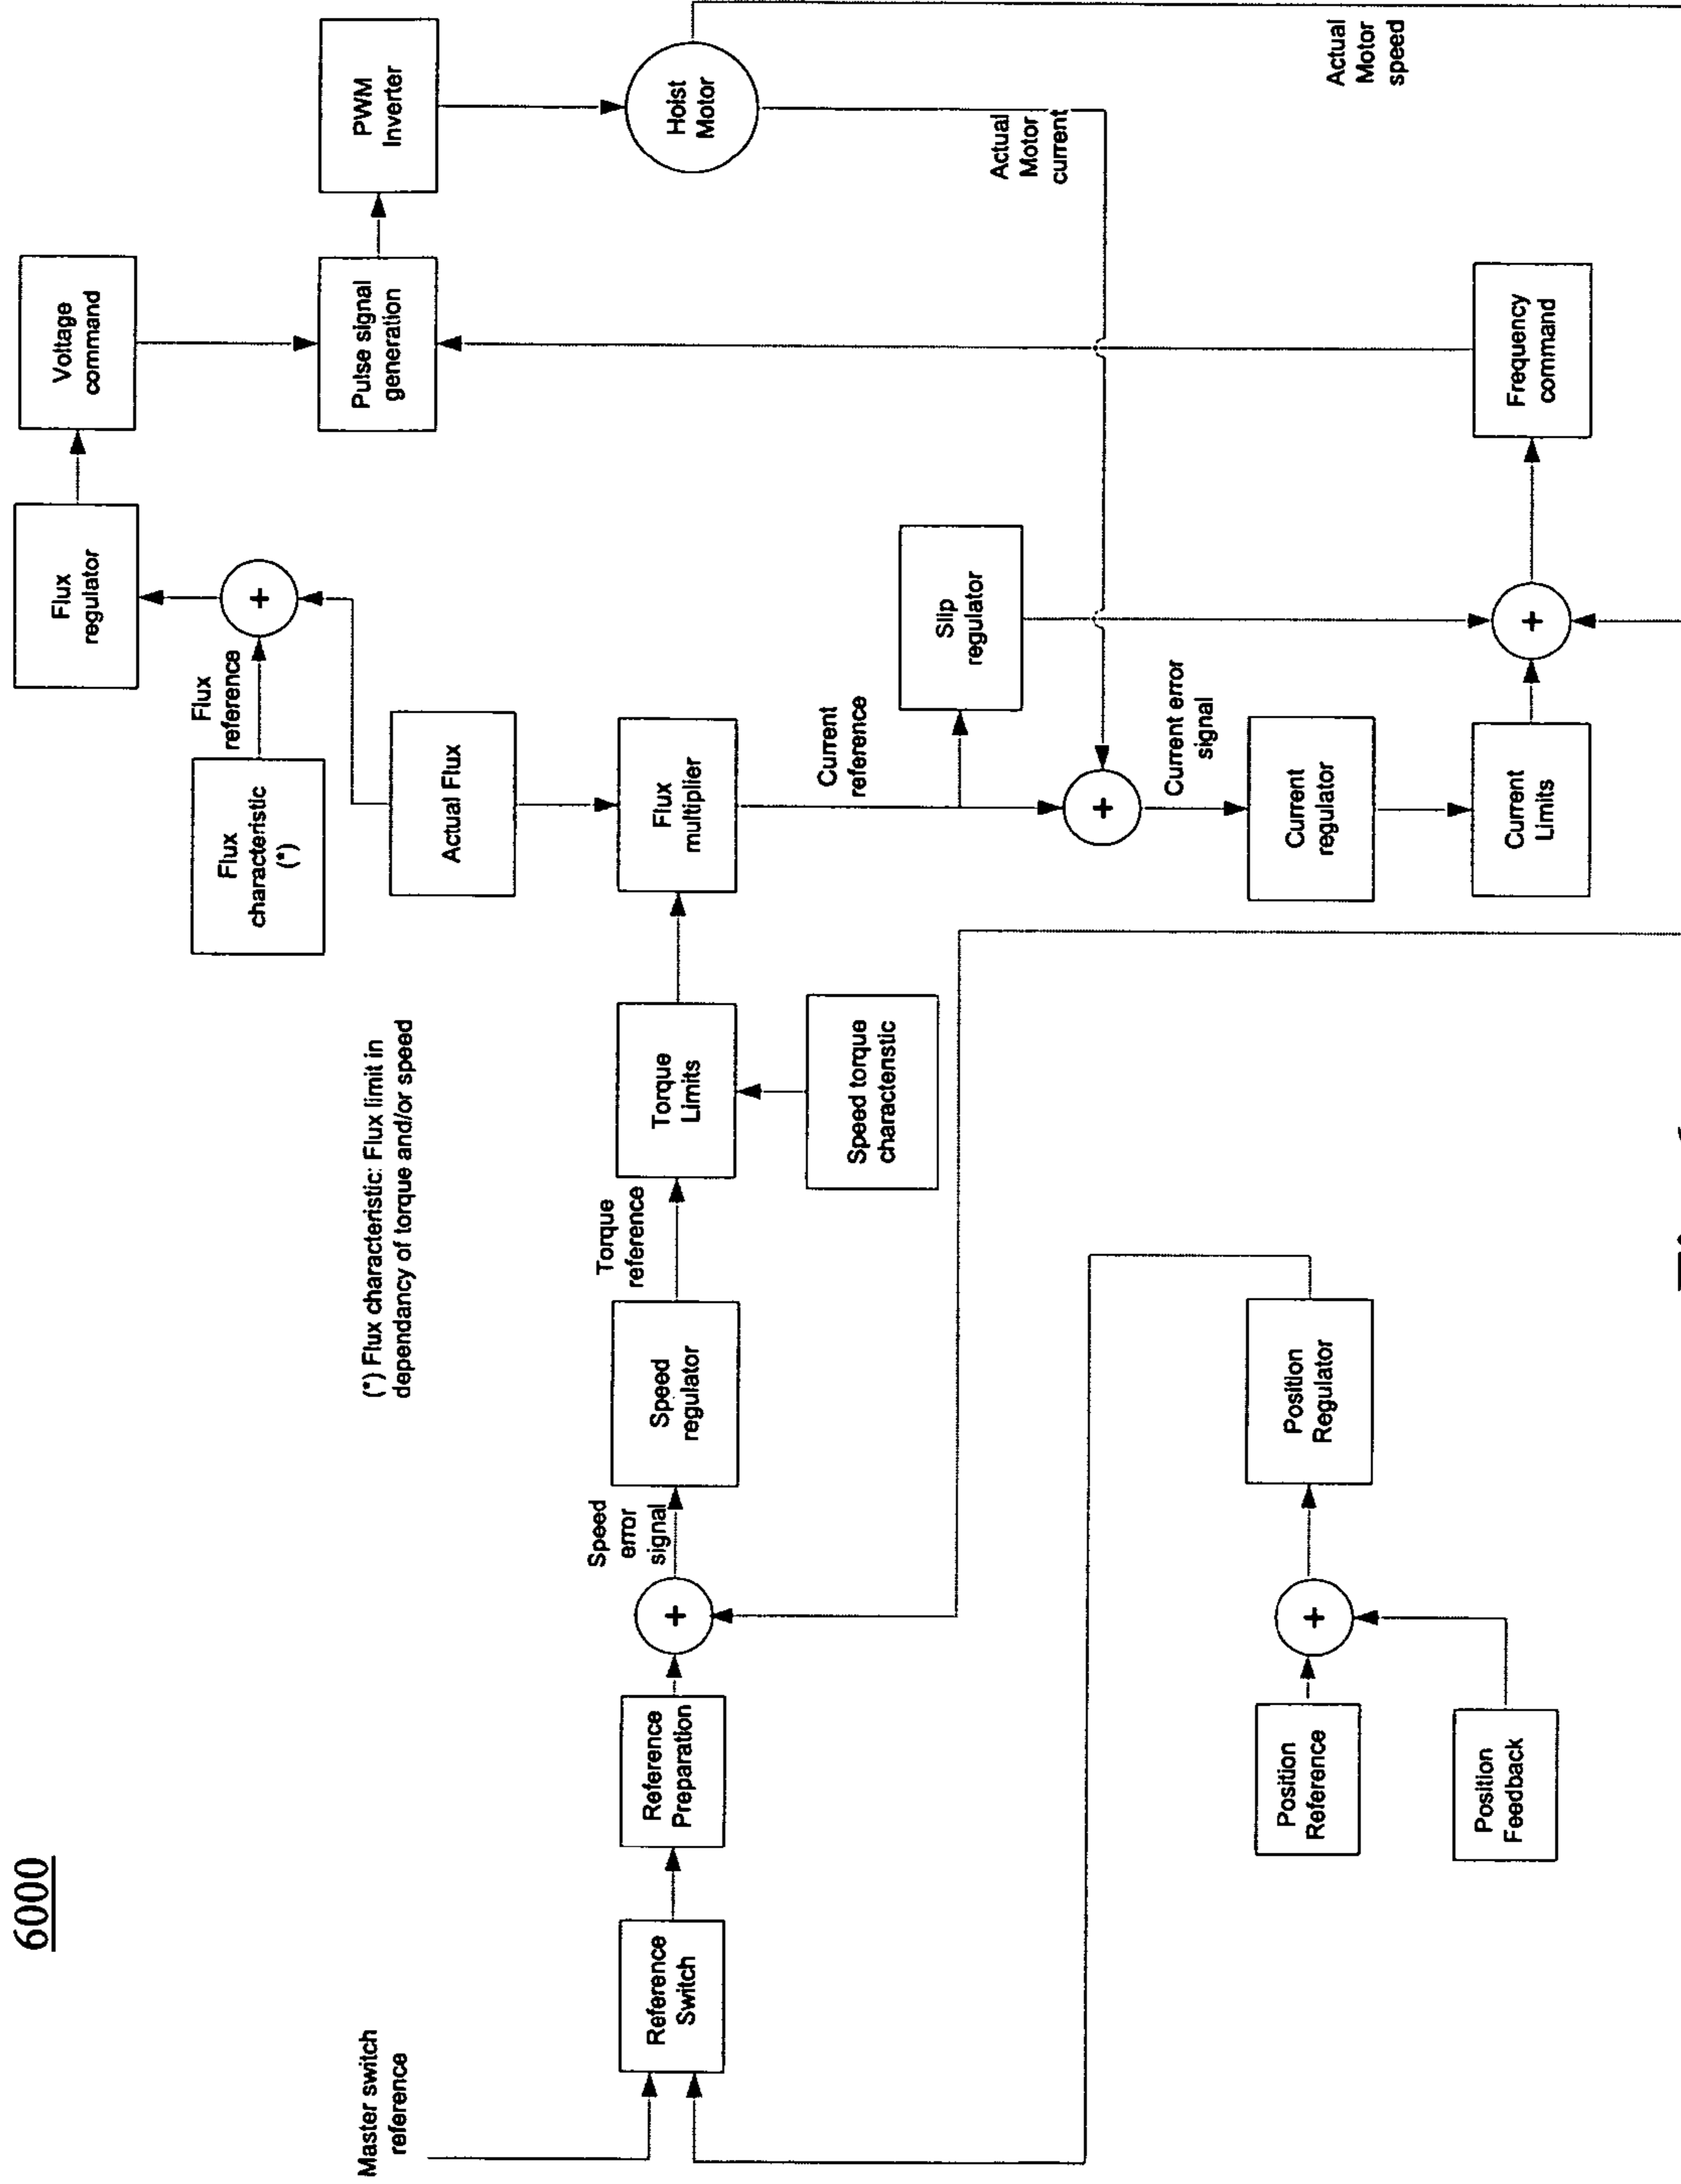 6000
Master switch
reference
Reference
Switch
Reference
Preparation
+
Speed
error
signal
Speed
regulator
Torque
reference
Torque
Limits
Speed torque
characteristic
(*) Flux characteristic: Flux limit in
dependancy of torque and/or speed
Flux
characteristic
(*)
Flux
reference
+
Flux
regulator
Voltage
command
Actual Flux
Flux
multiplier
Pulse signal
generation
PWM
Inverter
Hoist
Motor
Actual
Motor
current
Actual
Motor
speed
Current
reference
Slip
regulator
+
Current error
signal
Current
regulator
Current
Limits
+
Frequency
command
Position
Reference
Position
Feedback
+
Position
Regulator